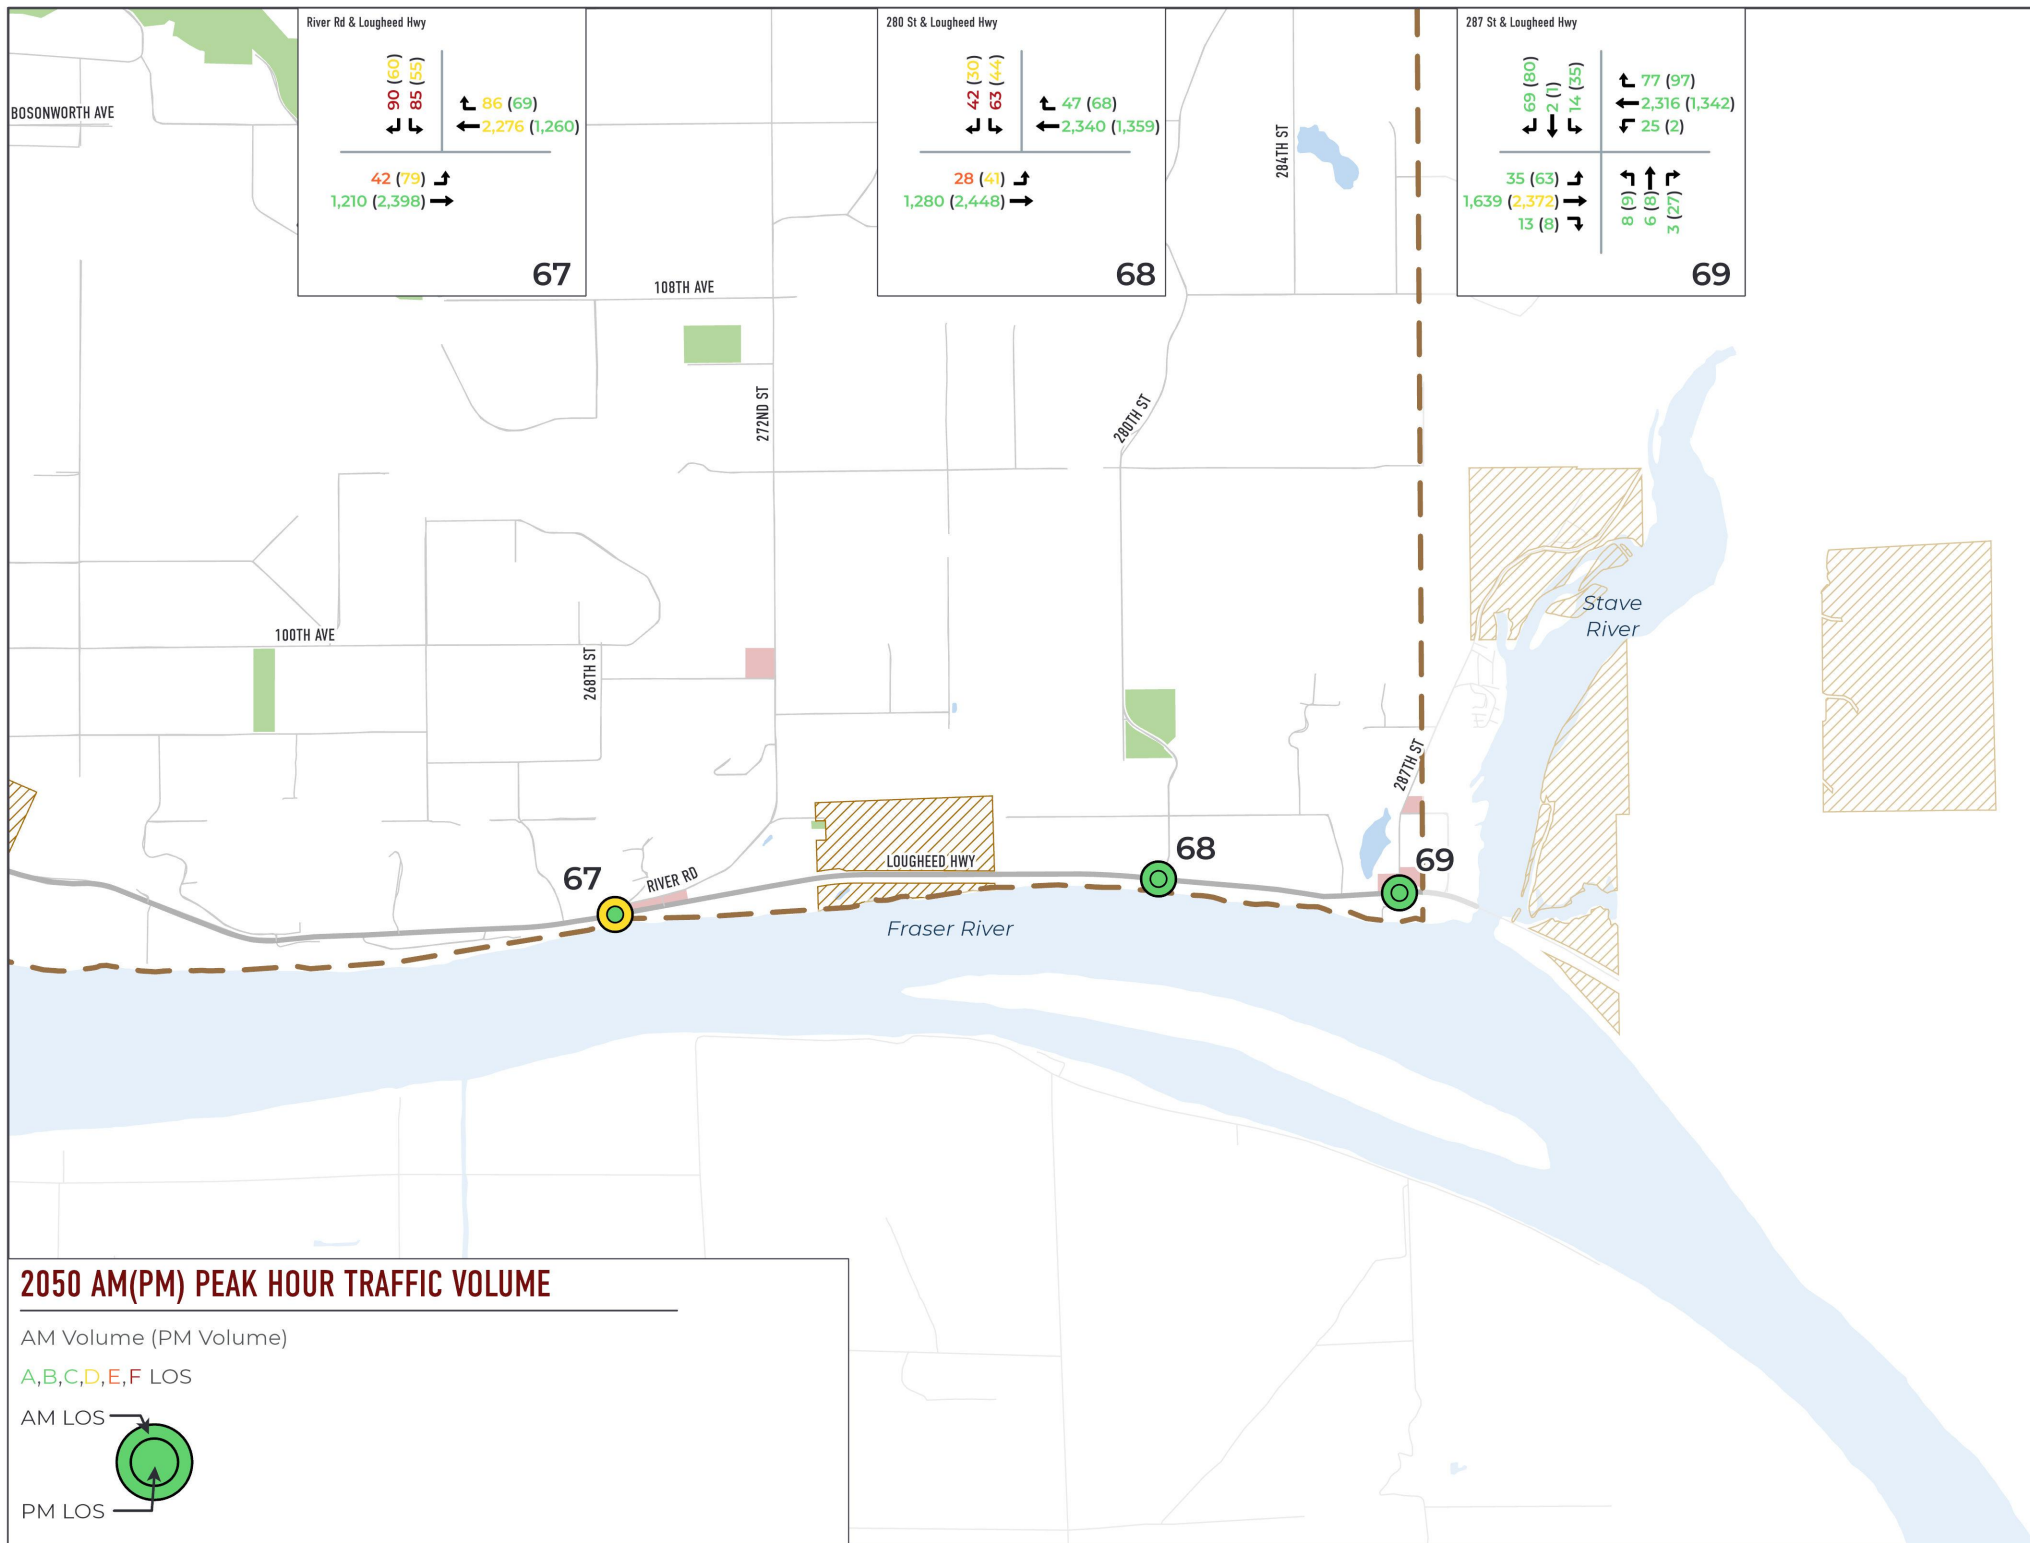 River Rd & Lougheed Hwy
90 (60)
85 (55)
86 (69)
2,276 (1,260)
42 (79)
1,210 (2,398)
67
280 St & Lougheed Hwy
42 (30)
63 (44)
47 (68)
2,340 (1,359)
28 (41)
1,280 (2,448)
68
287 St & Lougheed Hwy
69 (80)
2 (1)
14 (35)
77 (97)
2,316 (1,342)
25 (2)
35 (63)
1,639 (2,372)
13 (8)
8 (9)
6 (8)
3 (27)
69
BOSONWORTH AVE
284TH ST
108TH AVE
272ND ST
280TH ST
Stave
River
100TH AVE
268TH ST
287TH ST
68
LOUGHEED HWY
69
67
RIVER RD
Fraser River
2050 AM(PM) PEAK HOUR TRAFFIC VOLUME
AM Volume (PM Volume)
A,B,C,D,E,F LOS
AM LOS
PM LOS